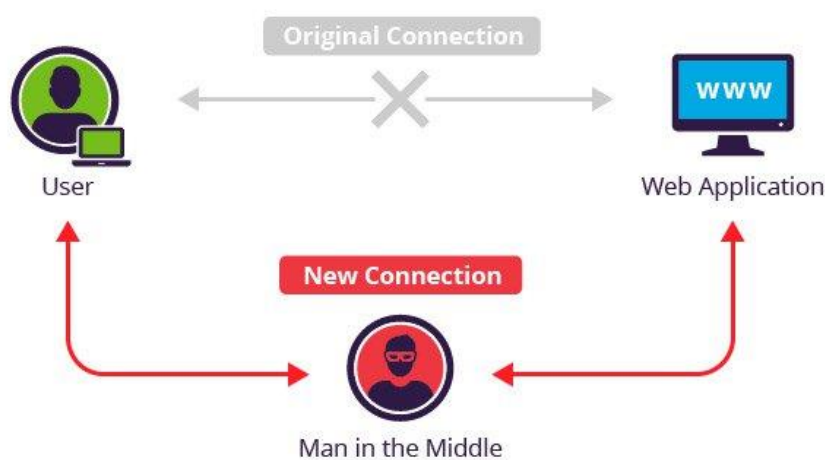 Original Connection
www
User
Web Application
New Connection
Man in the Middle